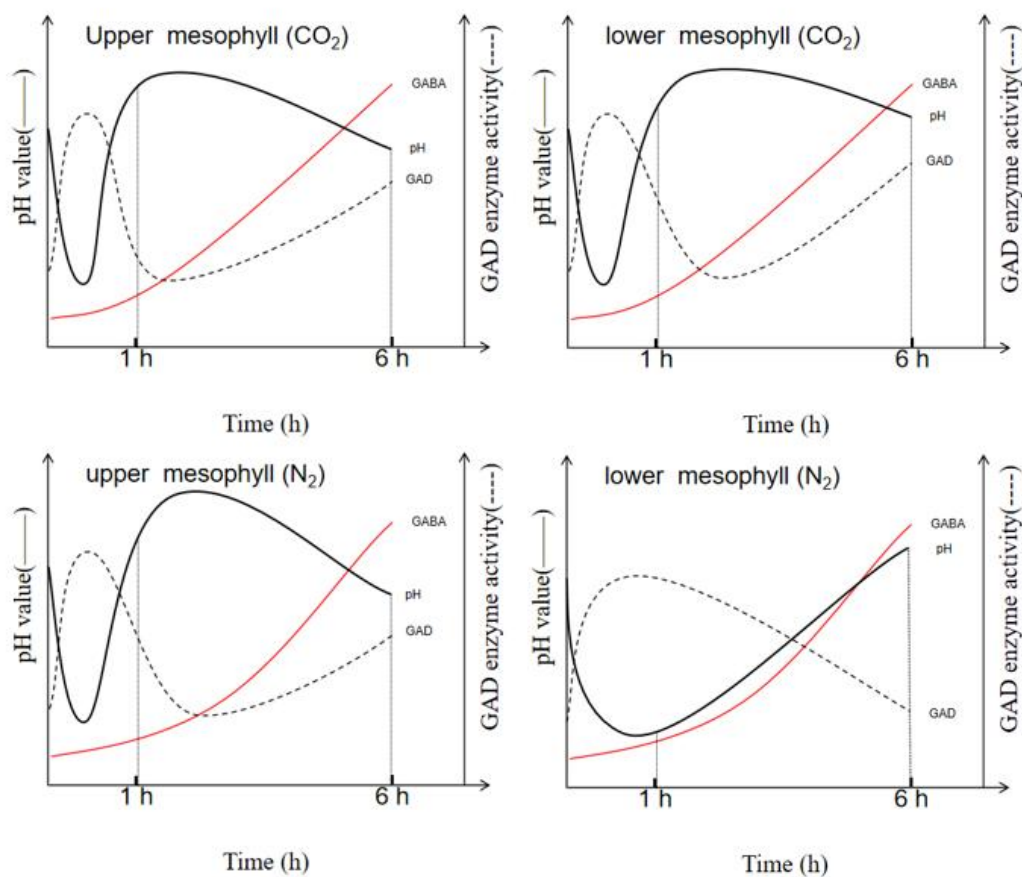 Upper mesophyll (CO₂)
pH value(——)
GAD enzyme activity(----)
GABA
pH
GAD
1 h
6 h
Time (h)
lower mesophyll (CO₂)
pH value(——)
GAD enzyme activity(----)
GABA
pH
GAD
1 h
6 h
Time (h)
upper mesophyll (N₂)
pH value(——)
GAD enzyme activity(----)
GABA
pH
GAD
1 h
6 h
Time (h)
lower mesophyll (N₂)
pH value(——)
GAD enzyme activity(----)
GABA
pH
GAD
1 h
6 h
Time (h)